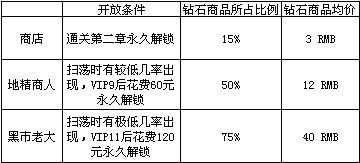 开放条件 钻石商品所占比例 钻石商品均价
商店 通关第二章永久解锁 15% 3 RMB
地精商人 扫荡时有较低几率出现，VIP9后花费60元永久解锁 50% 12 RMB
黑市老大 扫荡时有极低几率出现，VIP11后花费120元永久解锁 75% 40 RMB